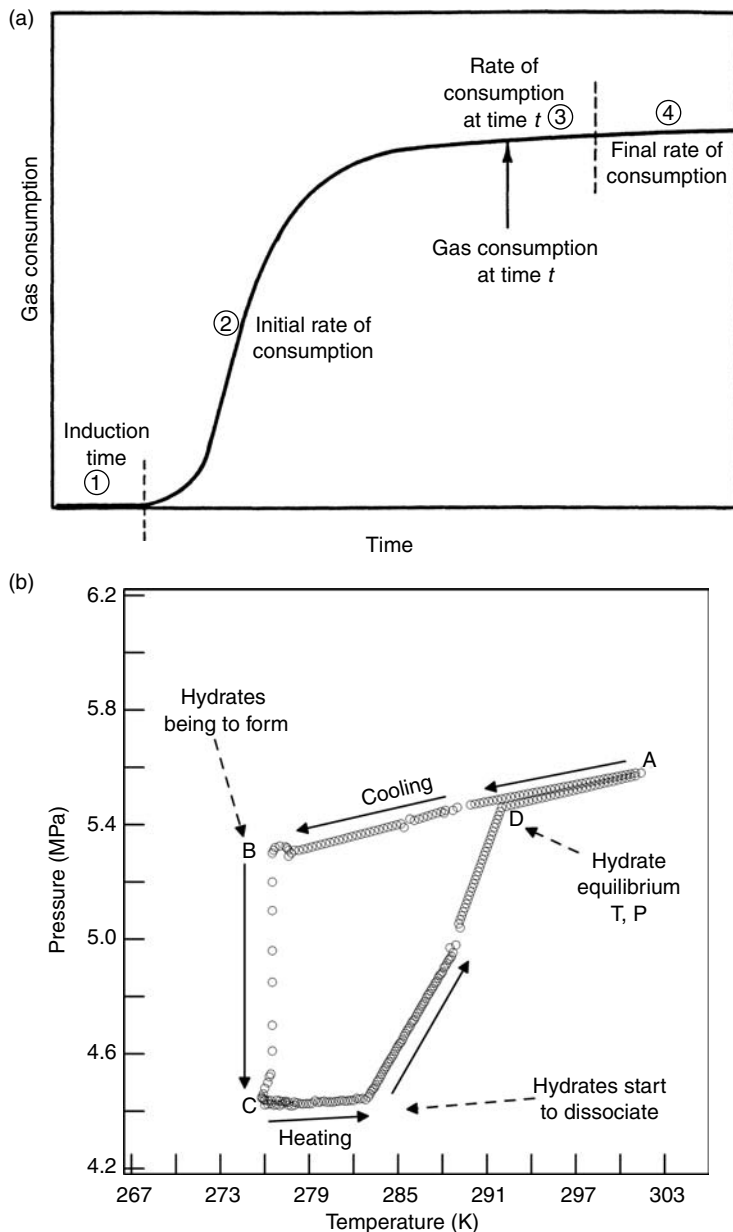 (a)
Gas consumption
Induction
time
①
②
Initial rate of
consumption
Rate of
consumption
at time t ③
④
Final rate of
consumption
Gas consumption
at time t
Time
(b)
Pressure (MPa)
6.2
5.8
5.4
5.0
4.6
4.2
Hydrates
being to form
Cooling
A
B
D
Hydrate
equilibrium
T, P
C
Heating
Hydrates start
to dissociate
267 273 279 285 291 297 303
Temperature (K)